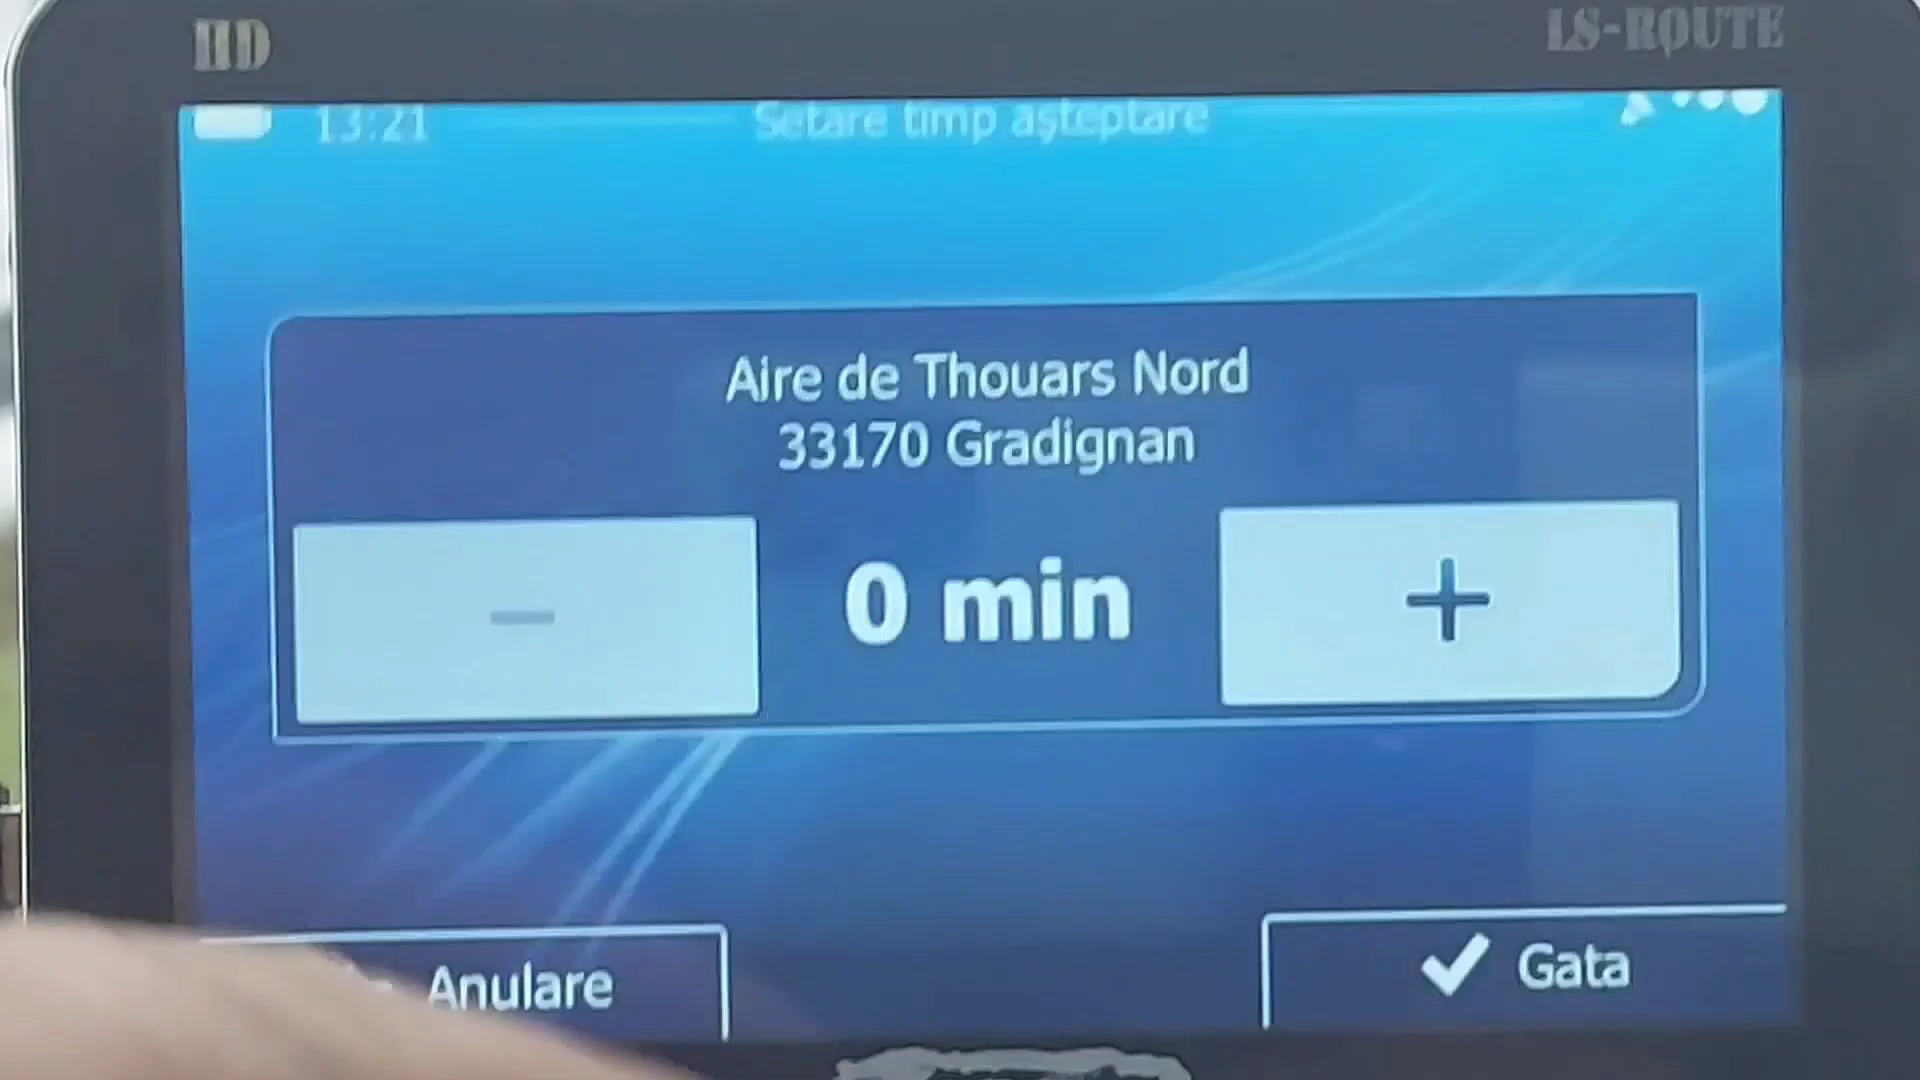 HD
LS-ROUTE
13:21
Setare timp așteptare
Aire de Thouars Nord
33170 Gradignan
— 0 min +
Anulare
Gata